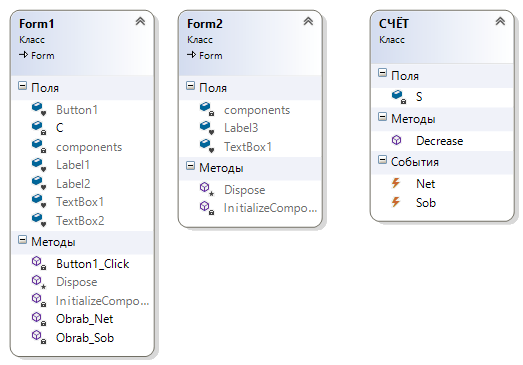 Form1
Класс
Form
Поля
Button1
C
components
Label1
Label2
TextBox1
TextBox2
Методы
Button1_Click
Dispose
InitializeCompo...
Obrab_Net
Obrab_Sob
Form2
Класс
Form
Поля
components
Label3
TextBox1
Методы
Dispose
InitializeCompo...
СЧЁТ
Класс
Поля
S
Методы
Decrease
События
Net
Sob